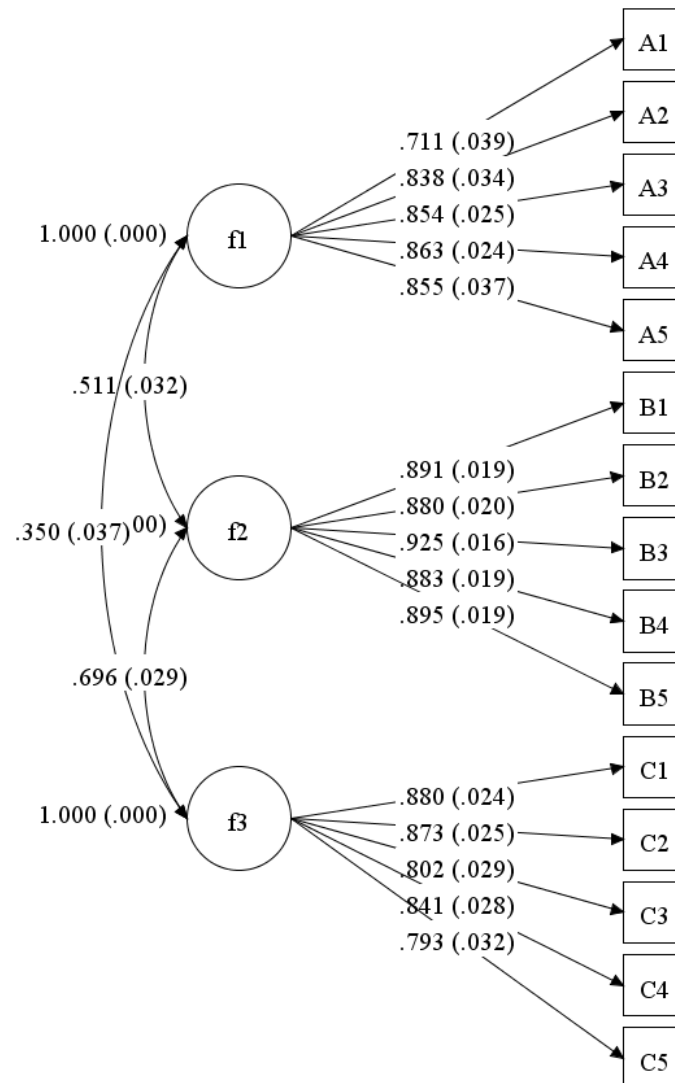 A1
A2
.711 (.039)
.838 (.034)
A3
.854 (.025)
1.000 (.000)
f1
.863 (.024)
A4
.855 (.037)
A5
.511 (.032)
B1
.891 (.019)
B2
.880 (.020)
.350 (.037)
00)
f2
.925 (.016)
B3
.883 (.019)
.895 (.019)
B4
.696 (.029)
B5
C1
.880 (.024)
1.000 (.000)
f3
.873 (.025)
C2
.802 (.029)
.841 (.028)
C3
.793 (.032)
C4
C5